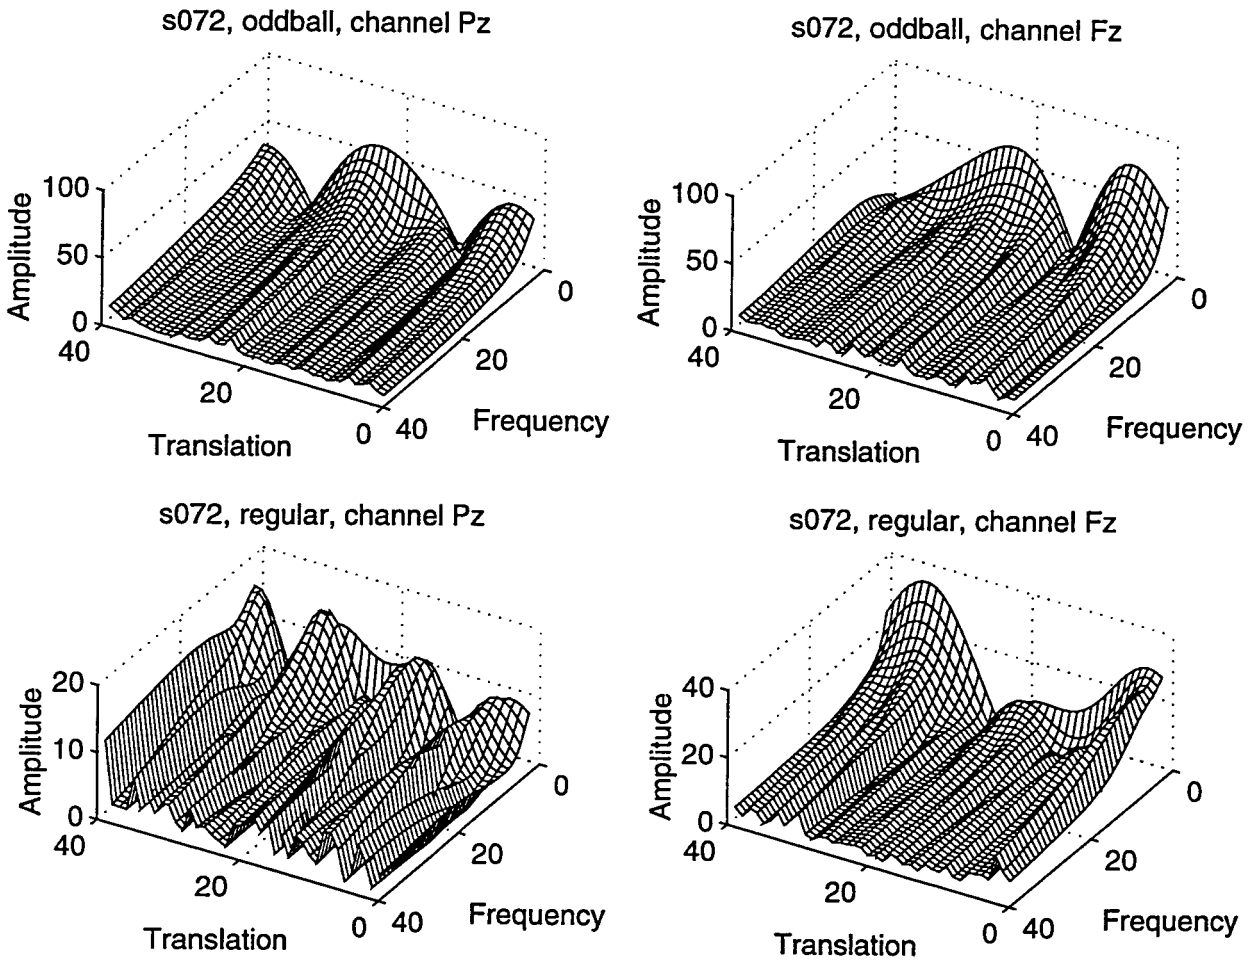 s072, oddball, channel Pz
100
50
0
Amplitude
40
20
0
Translation
40
20
0
Frequency
s072, oddball, channel Fz
100
50
0
Amplitude
40
20
0
Translation
40
20
0
Frequency
s072, regular, channel Pz
20
10
0
Amplitude
40
20
0
Translation
40
20
0
Frequency
s072, regular, channel Fz
40
20
0
Amplitude
40
20
0
Translation
40
20
0
Frequency